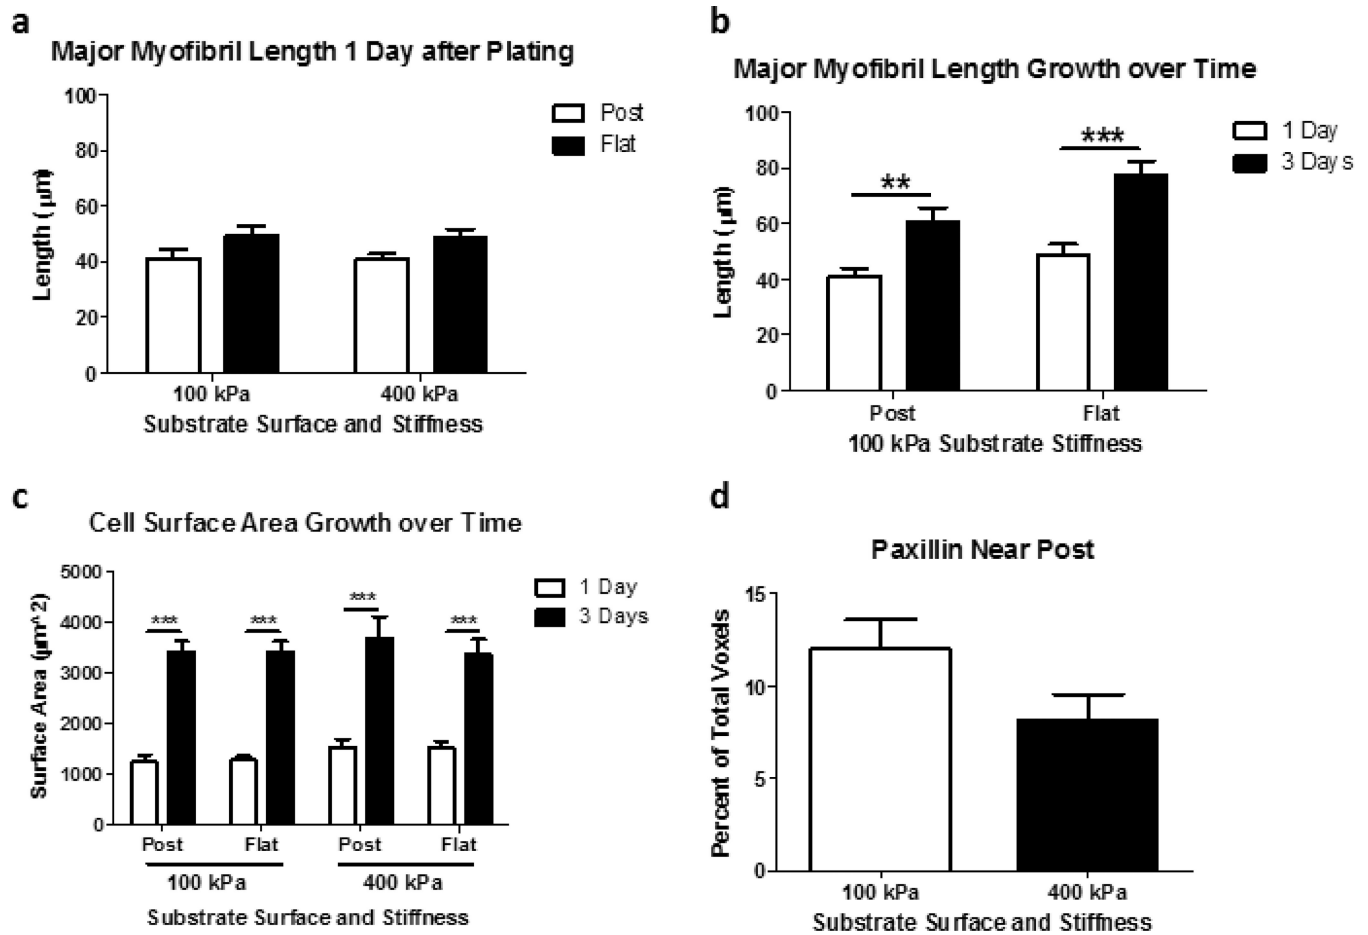 a
Major Myofibril Length 1 Day after Plating
Length (μm)
100
80
60
40
20
0
Post
Flat
100 kPa
400 kPa
Substrate Surface and Stiffness
b
Major Myofibril Length Growth over Time
Length (μm)
100
80
60
40
20
0
**
***
1 Day
3 Days
Post
Flat
100 kPa Substrate Stiffness
c
Cell Surface Area Growth over Time
Surface Area (μm^2)
5000
4000
3000
2000
1000
0
***
***
***
***
1 Day
3 Days
Post
Flat
Post
Flat
100 kPa
400 kPa
Substrate Surface and Stiffness
d
Paxillin Near Post
Percent of Total Voxels
15
10
5
0
100 kPa
400 kPa
Substrate Surface and Stiffness